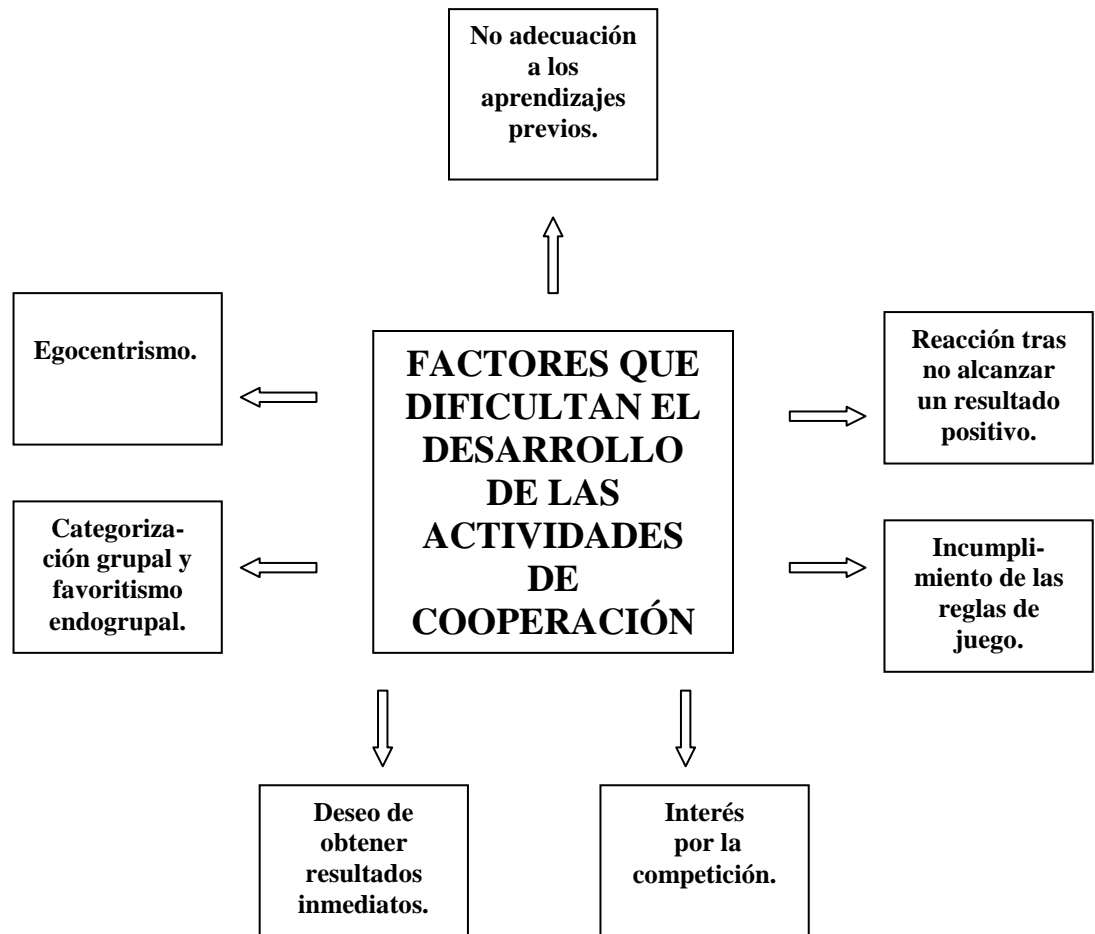 No adecuación
a los
aprendizajes
previos.
Egocentrismo.
FACTORES QUE
DIFICULTAN EL
DESARROLLO
DE LAS
ACTIVIDADES
DE
COOPERACIÓN
Reacción tras
no alcanzar
un resultado
positivo.
Categoriza-
ción grupal y
favoritismo
endogrupal.
Incumpli-
miento de las
reglas de
juego.
Deseo de
obtener
resultados
inmediatos.
Interés
por la
competición.